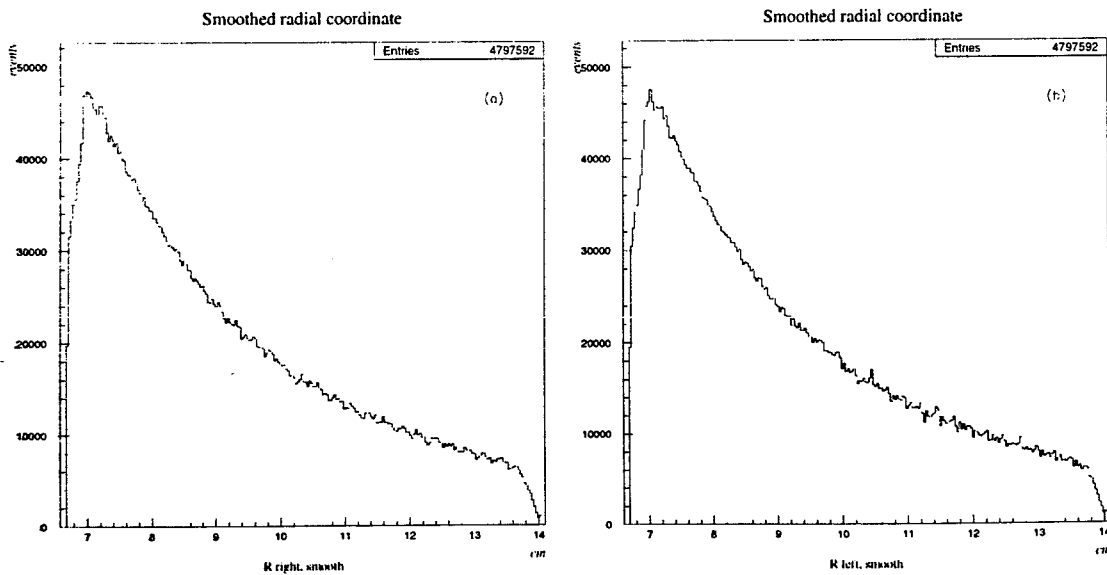 Smoothed radial coordinate
events
Entries 4797592
(a)
50000
40000
30000
20000
10000
0
7 8 9 10 11 12 13 14
cm
R right, smooth
Smoothed radial coordinate
events
Entries 4797592
(b)
50000
40000
30000
20000
10000
0
7 8 9 10 11 12 13 14
cm
R left, smooth